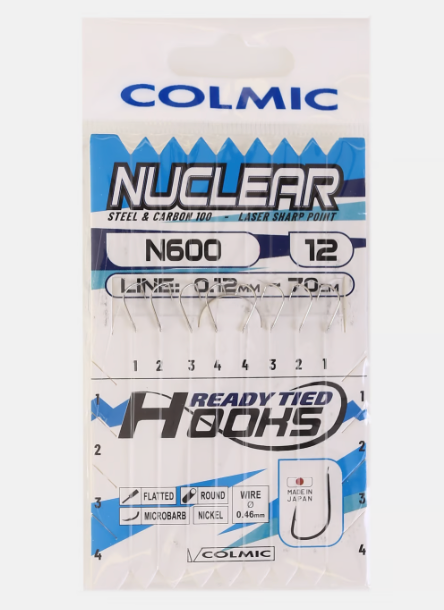 COLMIC
NUCLEAR
STEEL & CARBON 100 - LASER SHARP POINT
N600 12
LINE: 0.12MM - 70CM
1 2 3 4 4 3 2 1
READY TIED
HOOKS
1 1
2 2
3 3
4 4
FLATTED ROUND WIRE
Ø
MICROBARB NICKEL 0.46mm
MADE IN
JAPAN
COLMIC